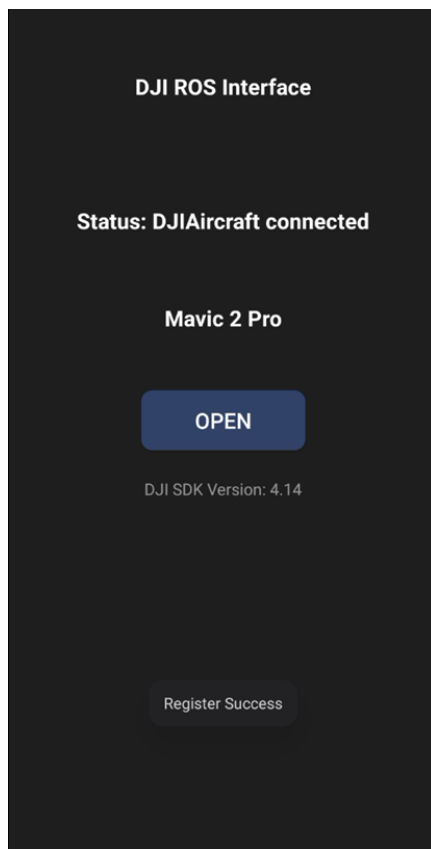 DJI ROS Interface
Status: DJIAircraft connected
Mavic 2 Pro
OPEN
DJI SDK Version: 4.14
Register Success